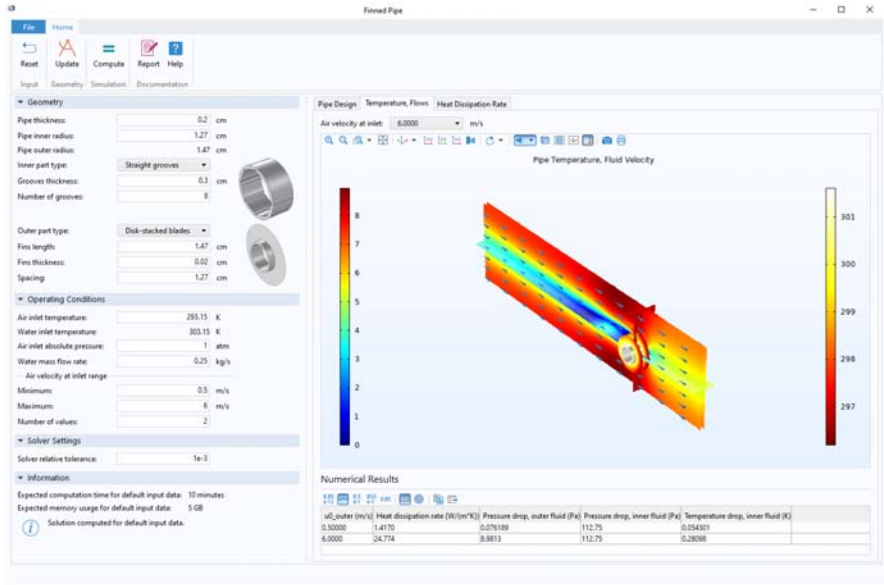 Finned Pipe
File Home
Reset Update Compute Report Help
Input Geometry Simulation Documentation
Geometry
Pipe thickness: 0.2 cm
Pipe inner radius: 1.27 cm
Pipe outer radius: 1.47 cm
Inner part type: Straight grooves
Grooves thickness: 0.3 cm
Number of grooves: 8
Outer part type: Disk-stacked blades
Fins length: 1.47 cm
Fins thickness: 0.02 cm
Spacing: 1.27 cm
Operating Conditions
Air inlet temperature: 293.15 K
Water inlet temperature: 303.15 K
Air inlet absolute pressure: 1 atm
Water mass flow rate: 0.25 kg/s
Air velocity at inlet range
Minimum: 0.5 m/s
Maximum: 6 m/s
Number of values: 2
Solver Settings
Solver relative tolerance: 1e-3
Information
Expected computation time for default input data: 10 minutes
Expected memory usage for default input data: 5 GB
Solution computed for default input data.
Pipe Design Temperature, Flows Heat Dissipation Rate
Air velocity at inlet: 6.0000 m/s
Pipe Temperature, Fluid Velocity
8
7
6
5
4
3
2
1
0
301
300
299
298
297
Numerical Results
u0_outer (m/s) Heat dissipation rate (W/(m*K)) Pressure drop, outer fluid (Pa) Pressure drop, inner fluid (Pa) Temperature drop, inner fluid (K)
0.50000 1.4170 0.076189 112.75 0.054301
6.0000 24.774 8.9813 112.75 0.28098